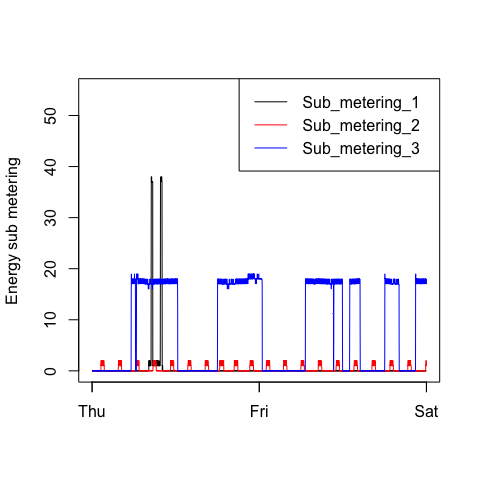 Sub_metering_1
Sub_metering_2
Sub_metering_3
Energy sub metering
50
40
30
20
10
0
Thu Fri Sat